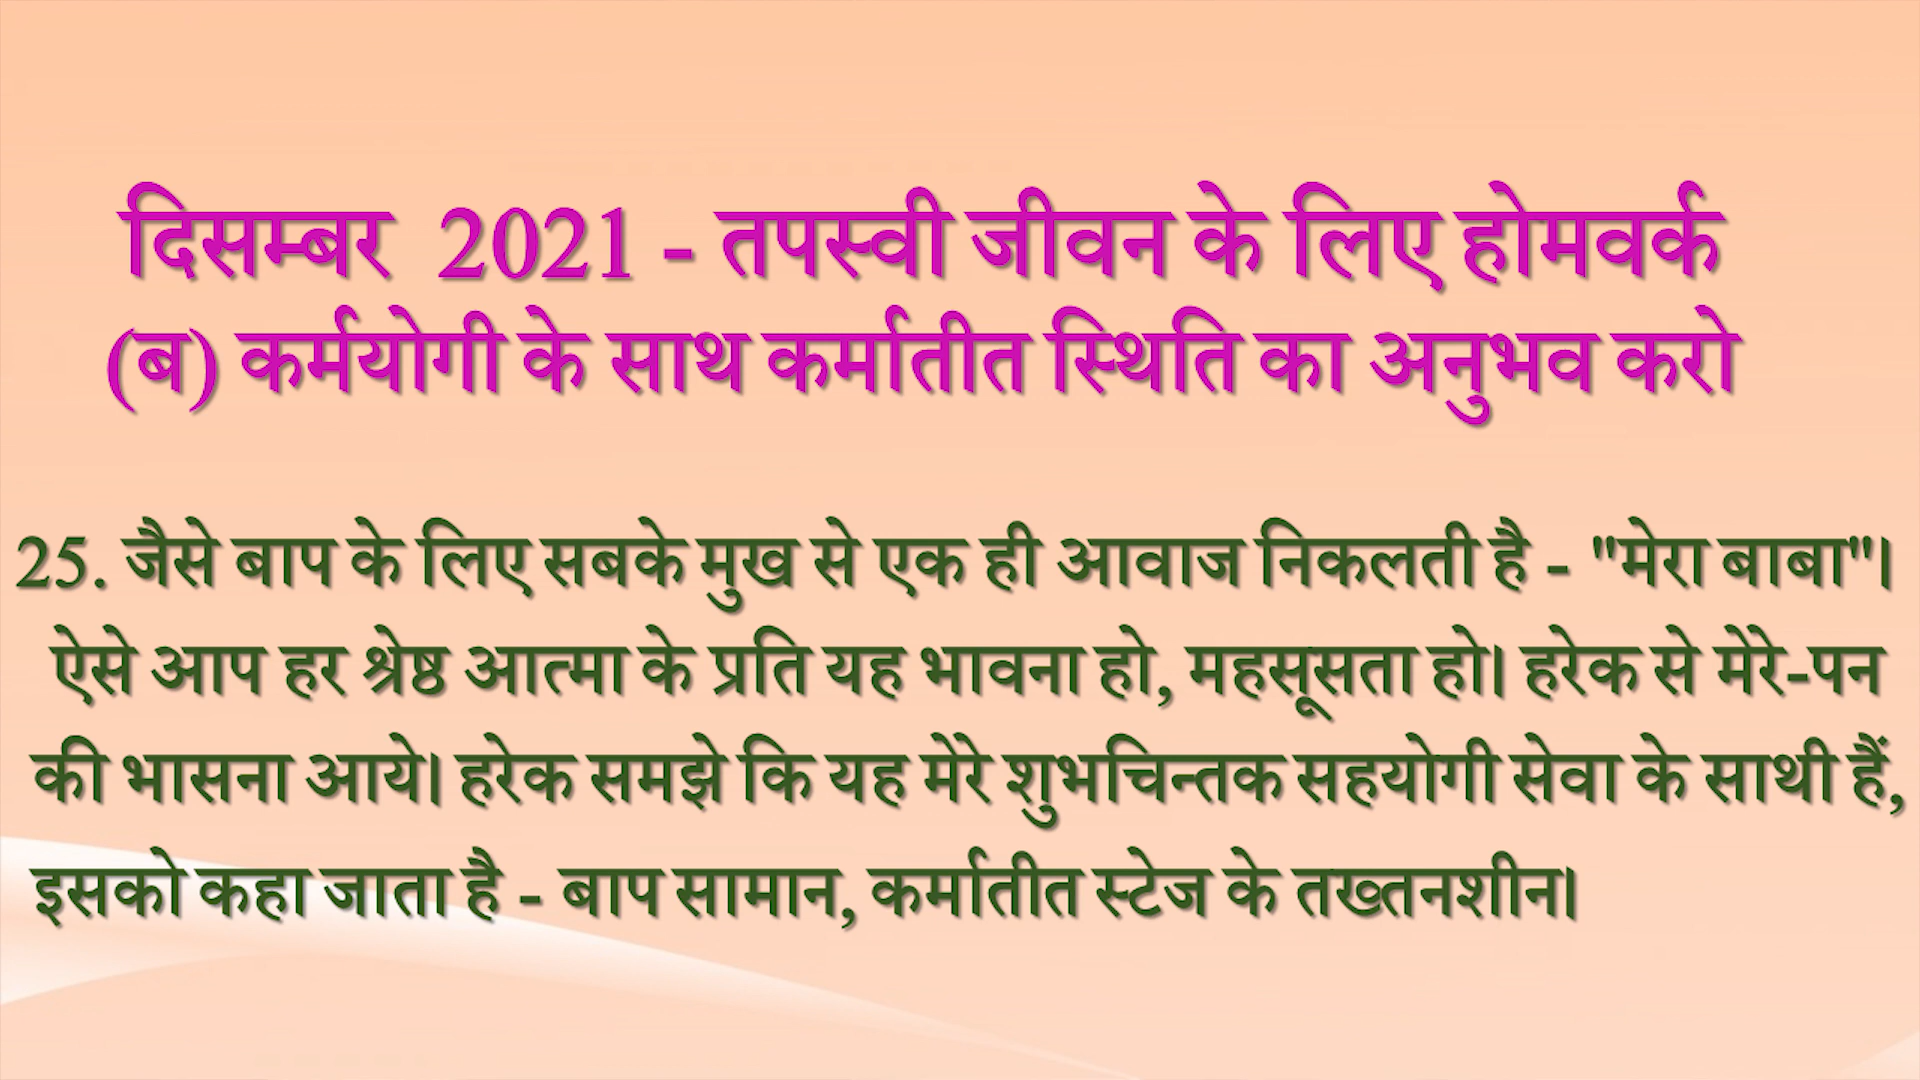 दिसम्बर 2021 - तपस्वी जीवन के लिए होमवर्क
(ब) कर्मयोगी के साथ कर्मातीत स्थिति का अनुभव करो
25. जैसे बाप के लिए सबके मुख से एक ही आवाज निकलती है - "मेरा बाबा"।
ऐसे आप हर श्रेष्ठ आत्मा के प्रति यह भावना हो, महसूसता हो। हरेक से मेरे-पन
की भासना आये। हरेक समझे कि यह मेरे शुभचिन्तक सहयोगी सेवा के साथी हैं,
इसको कहा जाता है - बाप सामान, कर्मातीत स्टेज के तख्तनशीन।